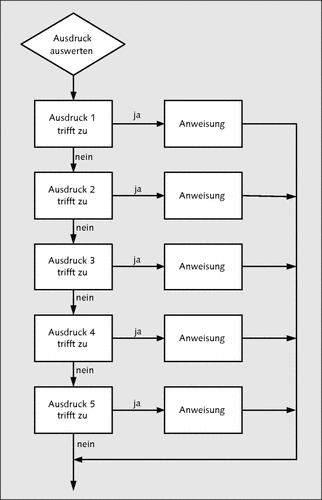 Ausdruck
auswerten
Ausdruck 1
trifft zu
ja
Anweisung
nein
Ausdruck 2
trifft zu
ja
Anweisung
nein
Ausdruck 3
trifft zu
ja
Anweisung
nein
Ausdruck 4
trifft zu
ja
Anweisung
nein
Ausdruck 5
trifft zu
ja
Anweisung
nein